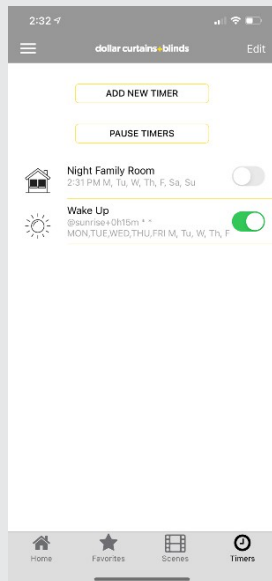 2:32
dollar curtains+blinds
Edit
ADD NEW TIMER
PAUSE TIMERS
Night Family Room
2:31 PM M, Tu, W, Th, F, Sa, Su
Wake Up
@sunrise+0h15m * *
MON,TUE,WED,THU,FRI M, Tu, W, Th, F
Home
Favorites
Scenes
Timers